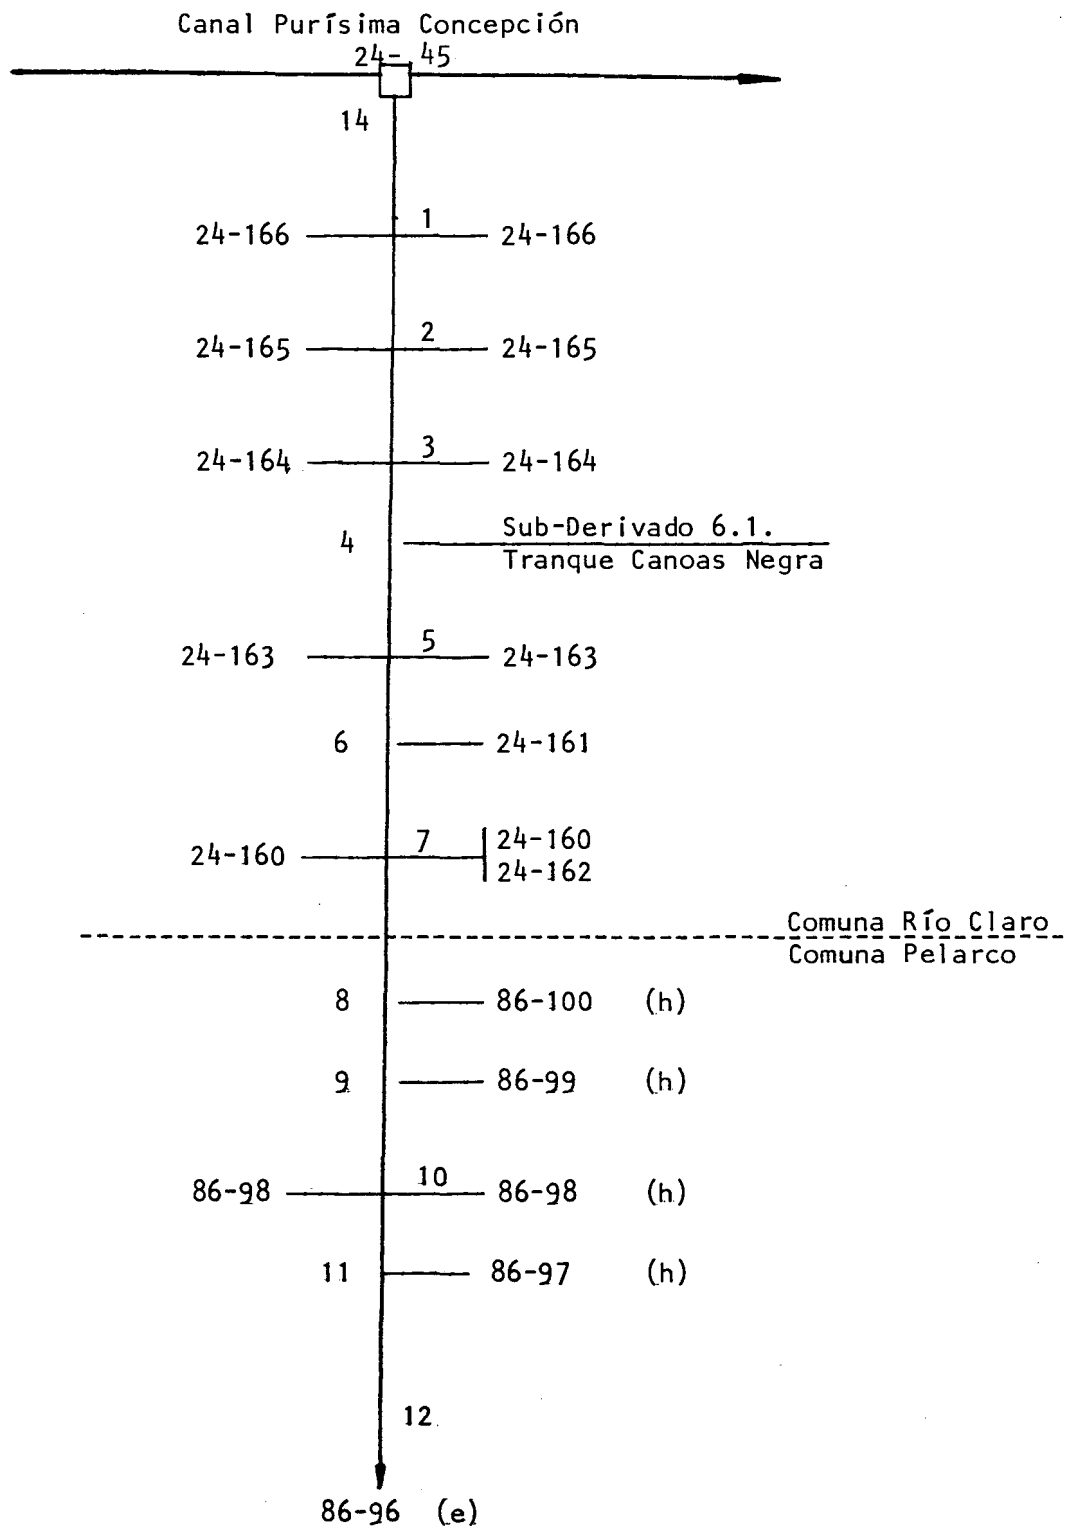 Canal Purísima Concepción
24- 45
14
1
24-166 24-166
2
24-165 24-165
3
24-164 24-164
Sub-Derivado 6.1.
4
Tranque Canoas Negra
5
24-163 24-163
6 24-161
7 24-160
24-160
24-162
Comuna Río Claro
Comuna Pelarco
8 86-100 (h)
9 86-99 (h)
10
86-98 86-98 (h)
11 86-97 (h)
12
86-96 (e)